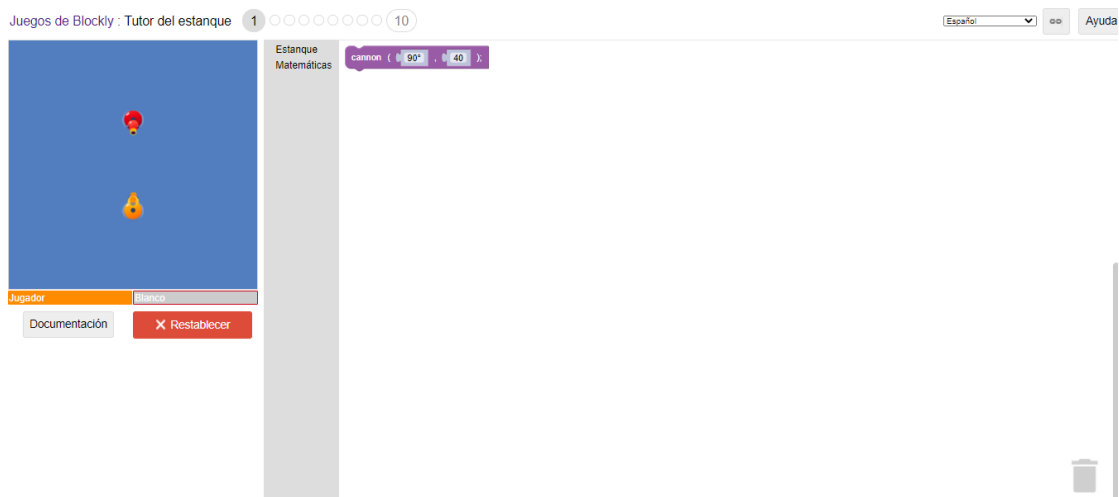 Juegos de Blockly : Tutor del estanque 1 10 Español Ayuda
Estanque
Matemáticas
cannon ( 90° , 40 );
Jugador Blanco
Documentación Restablecer